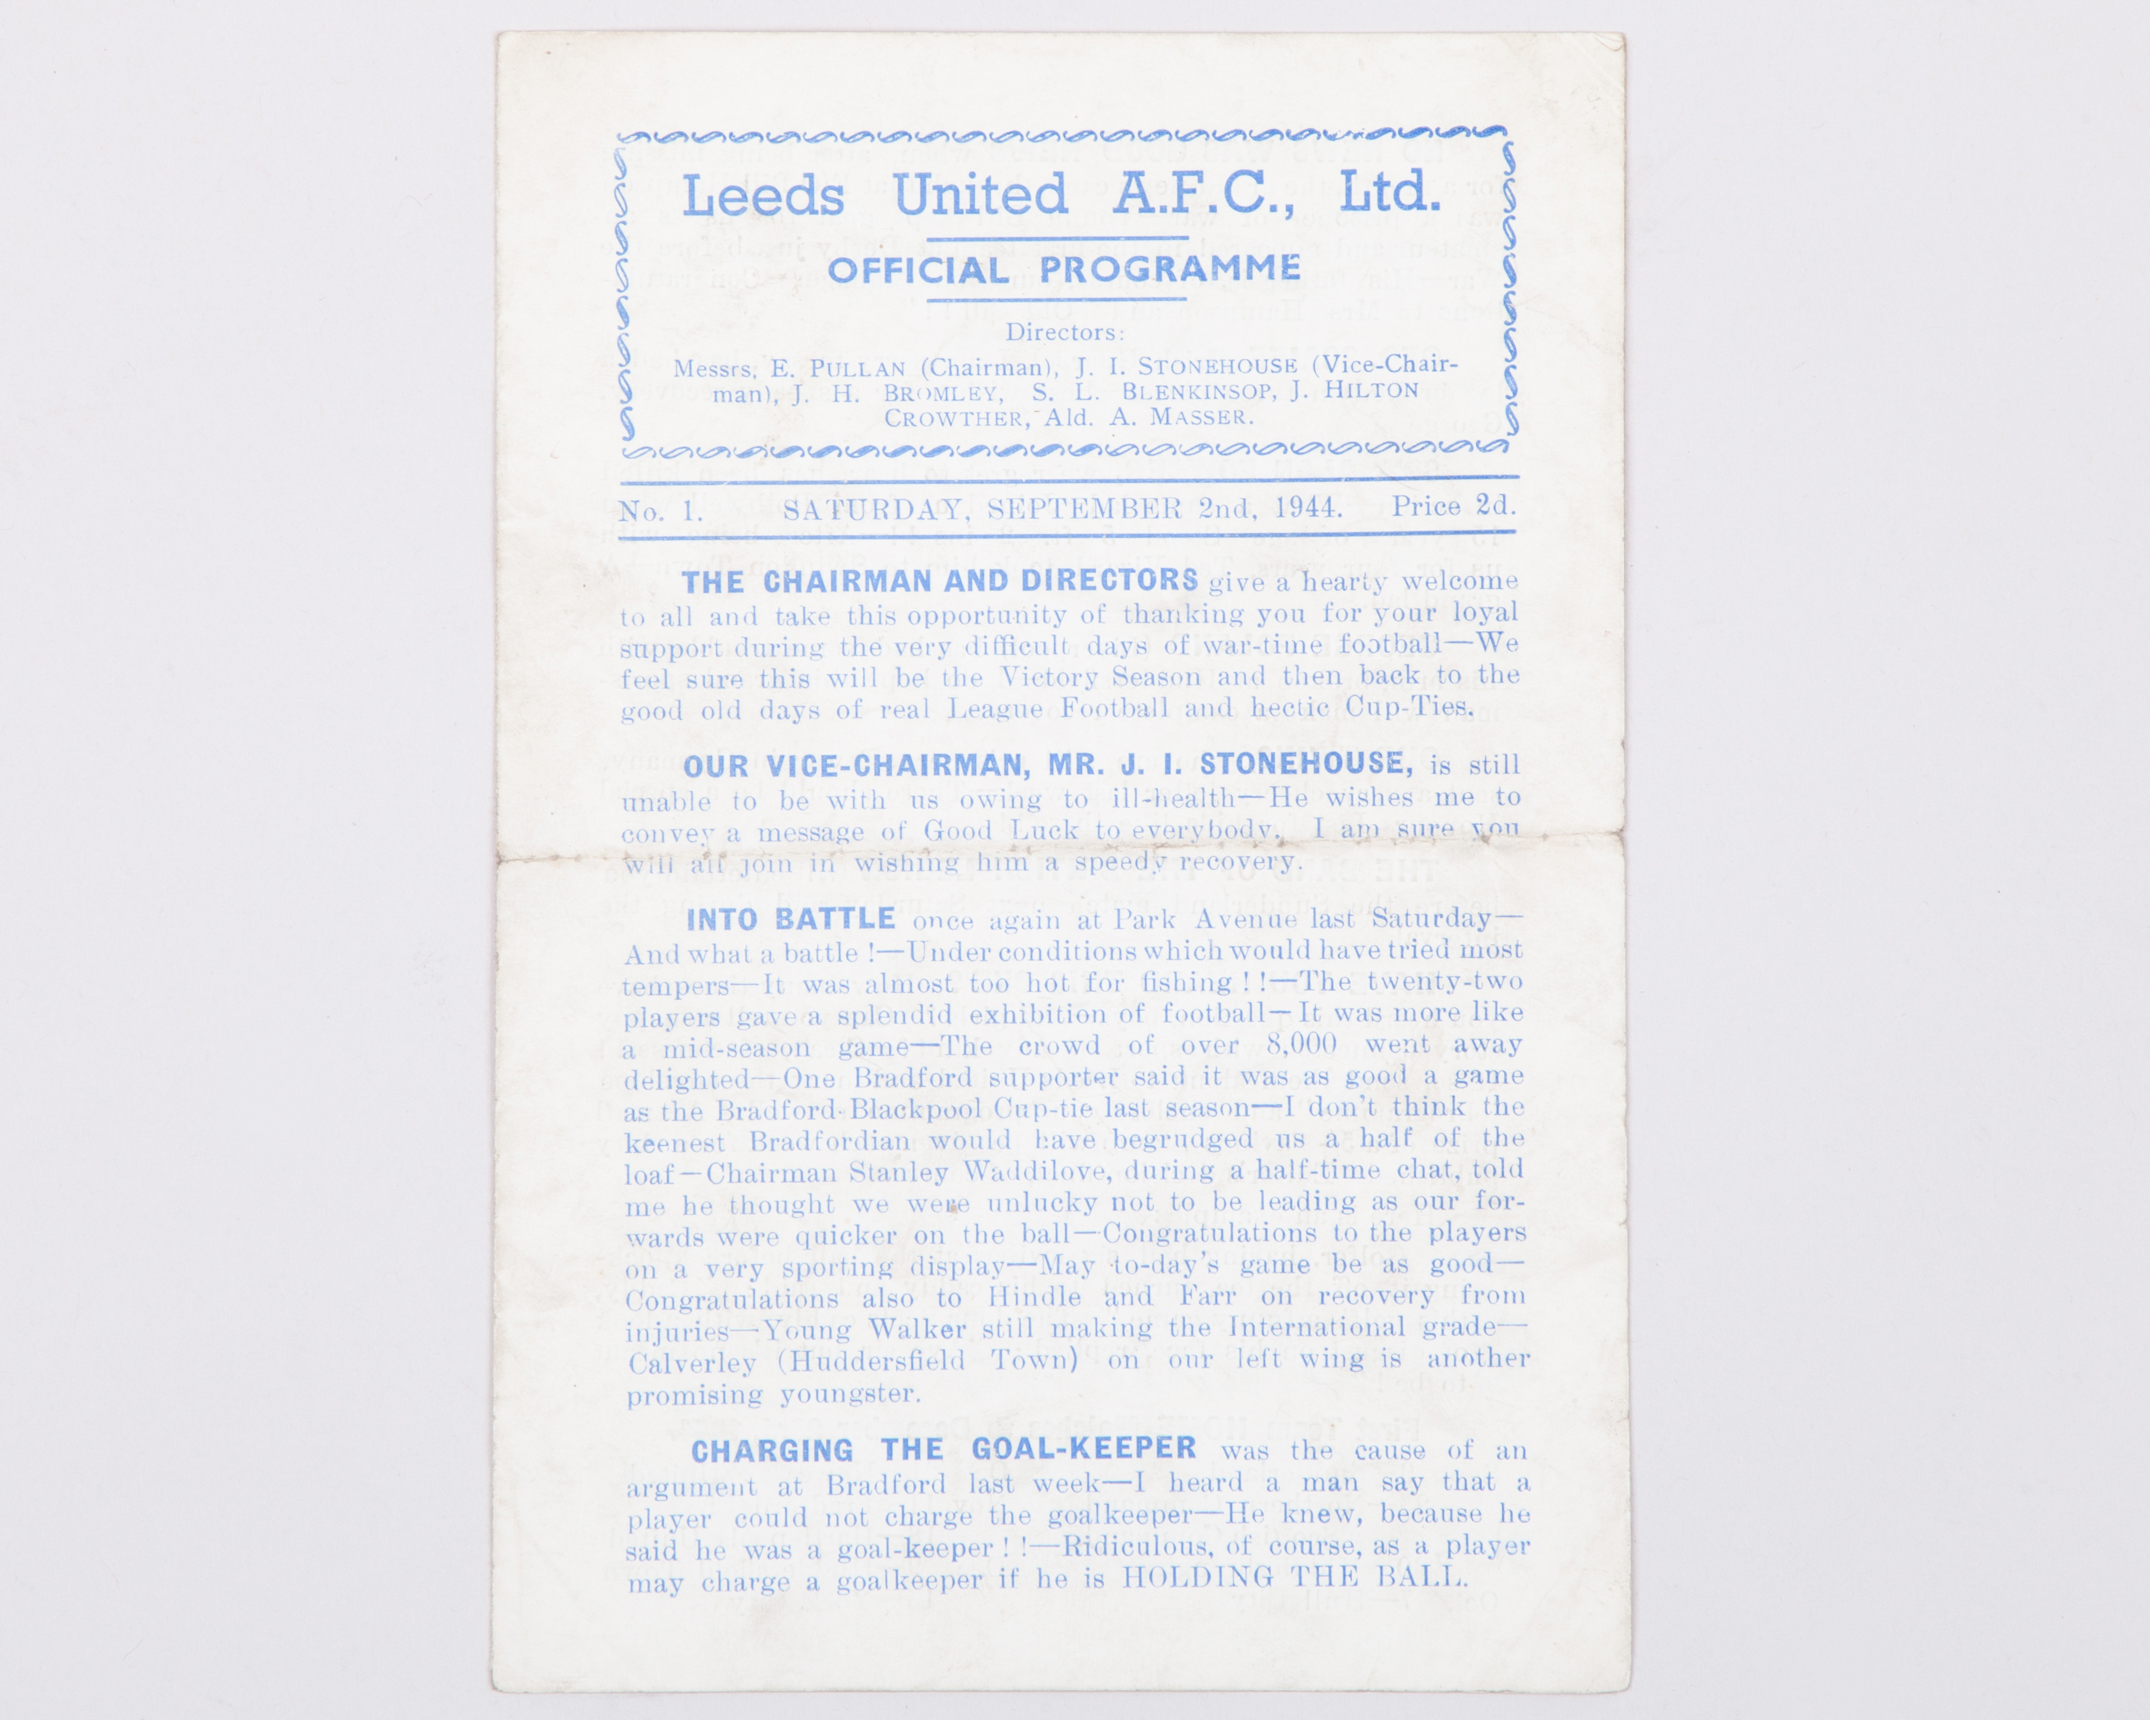 Leeds United A.F.C., Ltd.
OFFICIAL PROGRAMME
Directors:
Messrs. E. PULLAN (Chairman), J. I. STONEHOUSE (Vice-Chair-
man), J. H. BROMLEY, S. L. BLENKINSOP, J. HILTON
CROWTHER, Ald. A. MASSER.
No. 1. SATURDAY, SEPTEMBER 2nd, 1944. Price 2d.
THE CHAIRMAN AND DIRECTORS give a hearty welcome
to all and take this opportunity of thanking you for your loyal
support during the very difficult days of war-time football—We
feel sure this will be the Victory Season and then back to the
good old days of real League Football and hectic Cup-Ties.
OUR VICE-CHAIRMAN, MR. J. I. STONEHOUSE, is still
unable to be with us owing to ill-health—He wishes me to
convey a message of Good Luck to everybody. I am sure you
will all join in wishing him a speedy recovery.
INTO BATTLE once again at Park Avenue last Saturday—
And what a battle !—Under conditions which would have tried most
tempers—It was almost too hot for fishing ! !—The twenty-two
players gave a splendid exhibition of football—It was more like
a mid-season game—The crowd of over 8,000 went away
delighted—One Bradford supporter said it was as good a game
as the Bradford-Blackpool Cup-tie last season—I don't think the
keenest Bradfordian would have begrudged us a half of the
loaf—Chairman Stanley Waddilove, during a half-time chat, told
me he thought we were unlucky not to be leading as our for-
wards were quicker on the ball—Congratulations to the players
on a very sporting display—May to-day's game be as good—
Congratulations also to Hindle and Farr on recovery from
injuries—Young Walker still making the International grade—
Calverley (Huddersfield Town) on our left wing is another
promising youngster.
CHARGING THE GOAL-KEEPER was the cause of an
argument at Bradford last week—I heard a man say that a
player could not charge the goalkeeper—He knew, because he
said he was a goal-keeper ! !—Ridiculous, of course, as a player
may charge a goalkeeper if he is HOLDING THE BALL.